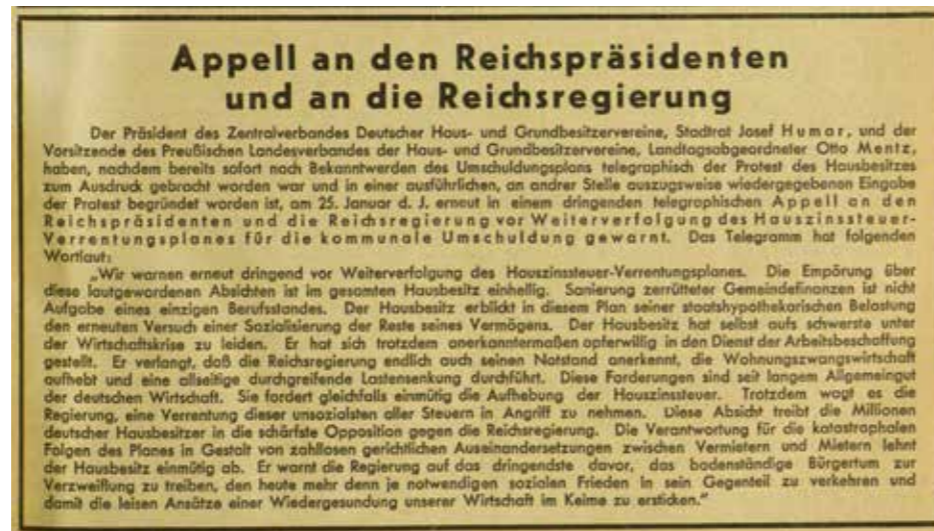 Appell an den Reichspräsidenten
und an die Reichsregierung
Der Präsident des Zentralverbandes Deutscher Haus- und Grundbesitzervereine, Stadtrat Josef Humar, und der
Vorsitzende des Preußischen Landesverbandes der Haus- und Grundbesitzervereine, Landtagsabgeordneter Otto Mentz,
haben, nachdem bereits sofort nach Bekanntwerden des Umschuldungsplans telegraphisch der Protest des Hausbesitzes
zum Ausdruck gebracht worden war und in einer ausführlichen, an andrer Stelle auszugsweise wiedergegebenen Eingabe
der Protest begründet worden ist, am 25. Januar d. J. erneut in einem dringenden telegraphischen Appell an den
Reichspräsidenten und die Reichsregierung vor Weiterverfolgung des Hauszinssteuer-
Verrentungsplanes für die kommunale Umschuldung gewarnt. Das Telegramm hat folgenden
Wortlaut:
„Wir warnen erneut dringend vor Weiterverfolgung des Hauszinssteuer-Verrentungsplanes. Die Empörung über
diese lautgewordenen Absichten ist im gesamten Hausbesitz einhellig. Sanierung zerrütteter Gemeindefinanzen ist nicht
Aufgabe eines einzigen Berufsstandes. Der Hausbesitz erblickt in diesem Plan seiner staatshypothekarischen Belastung
den erneuten Versuch einer Sozialisierung der Reste seines Vermögens. Der Hausbesitz hat selbst aufs schwerste unter
der Wirtschaftskrise zu leiden. Er hat sich trotzdem anerkanntermaßen opferwillig in den Dienst der Arbeitsbeschaffung
gestellt. Er verlangt, daß die Reichsregierung endlich auch seinen Notstand anerkennt, die Wohnungszwangswirtschaft
aufhebt und eine allseitige durchgreifende Lastensenkung durchführt. Diese Forderungen sind seit langem Allgemeingut
der deutschen Wirtschaft. Sie fordert gleichfalls einmütig die Aufhebung der Hauszinssteuer. Trotzdem wagt es die
Regierung, eine Verrentung dieser unsozialsten aller Steuern in Angriff zu nehmen. Diese Absicht treibt die Millionen
deutscher Hausbesitzer in die schärfste Opposition gegen die Reichsregierung. Die Verantwortung für die katastrophalen
Folgen des Planes in Gestalt von zahllosen gerichtlichen Auseinandersetzungen zwischen Vermietern und Mietern lehnt
der Hausbesitz einmütig ab. Er warnt die Regierung auf das dringendste davor, das bodenständige Bürgertum zur
Verzweiflung zu treiben, den heute mehr denn je notwendigen sozialen Frieden in sein Gegenteil zu verkehren und
damit die leisen Ansätze einer Wiedergesundung unserer Wirtschaft im Keime zu ersticken.“